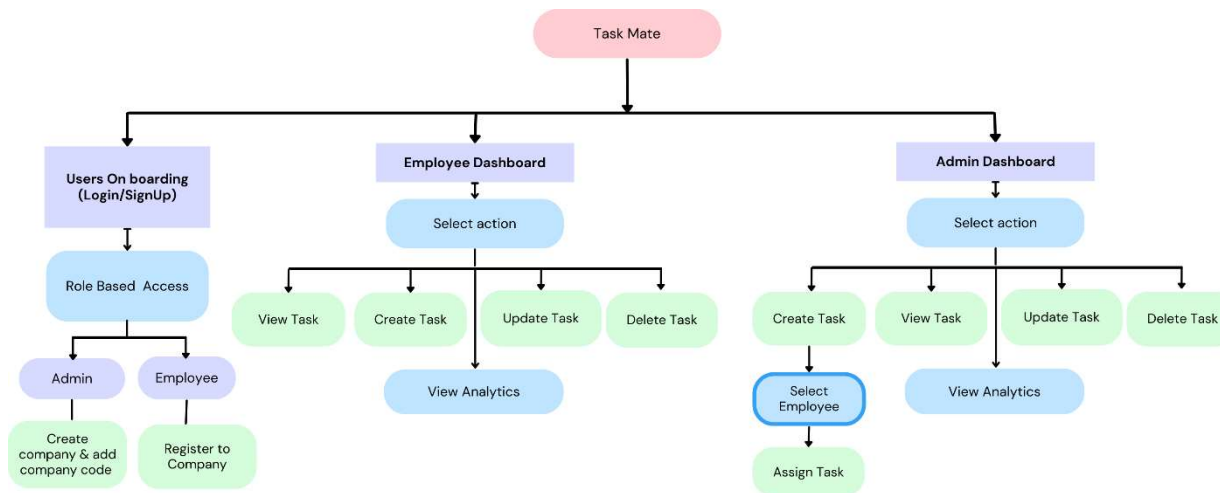 Task Mate
Users On boarding
(Login/SignUp)
Employee Dashboard
Admin Dashboard
Role Based Access
Select action
Select action
View Task
Create Task
Update Task
Delete Task
Create Task
View Task
Update Task
Delete Task
Admin
Employee
View Analytics
Select
Employee
View Analytics
Create
company & add
company code
Register to
Company
Assign Task